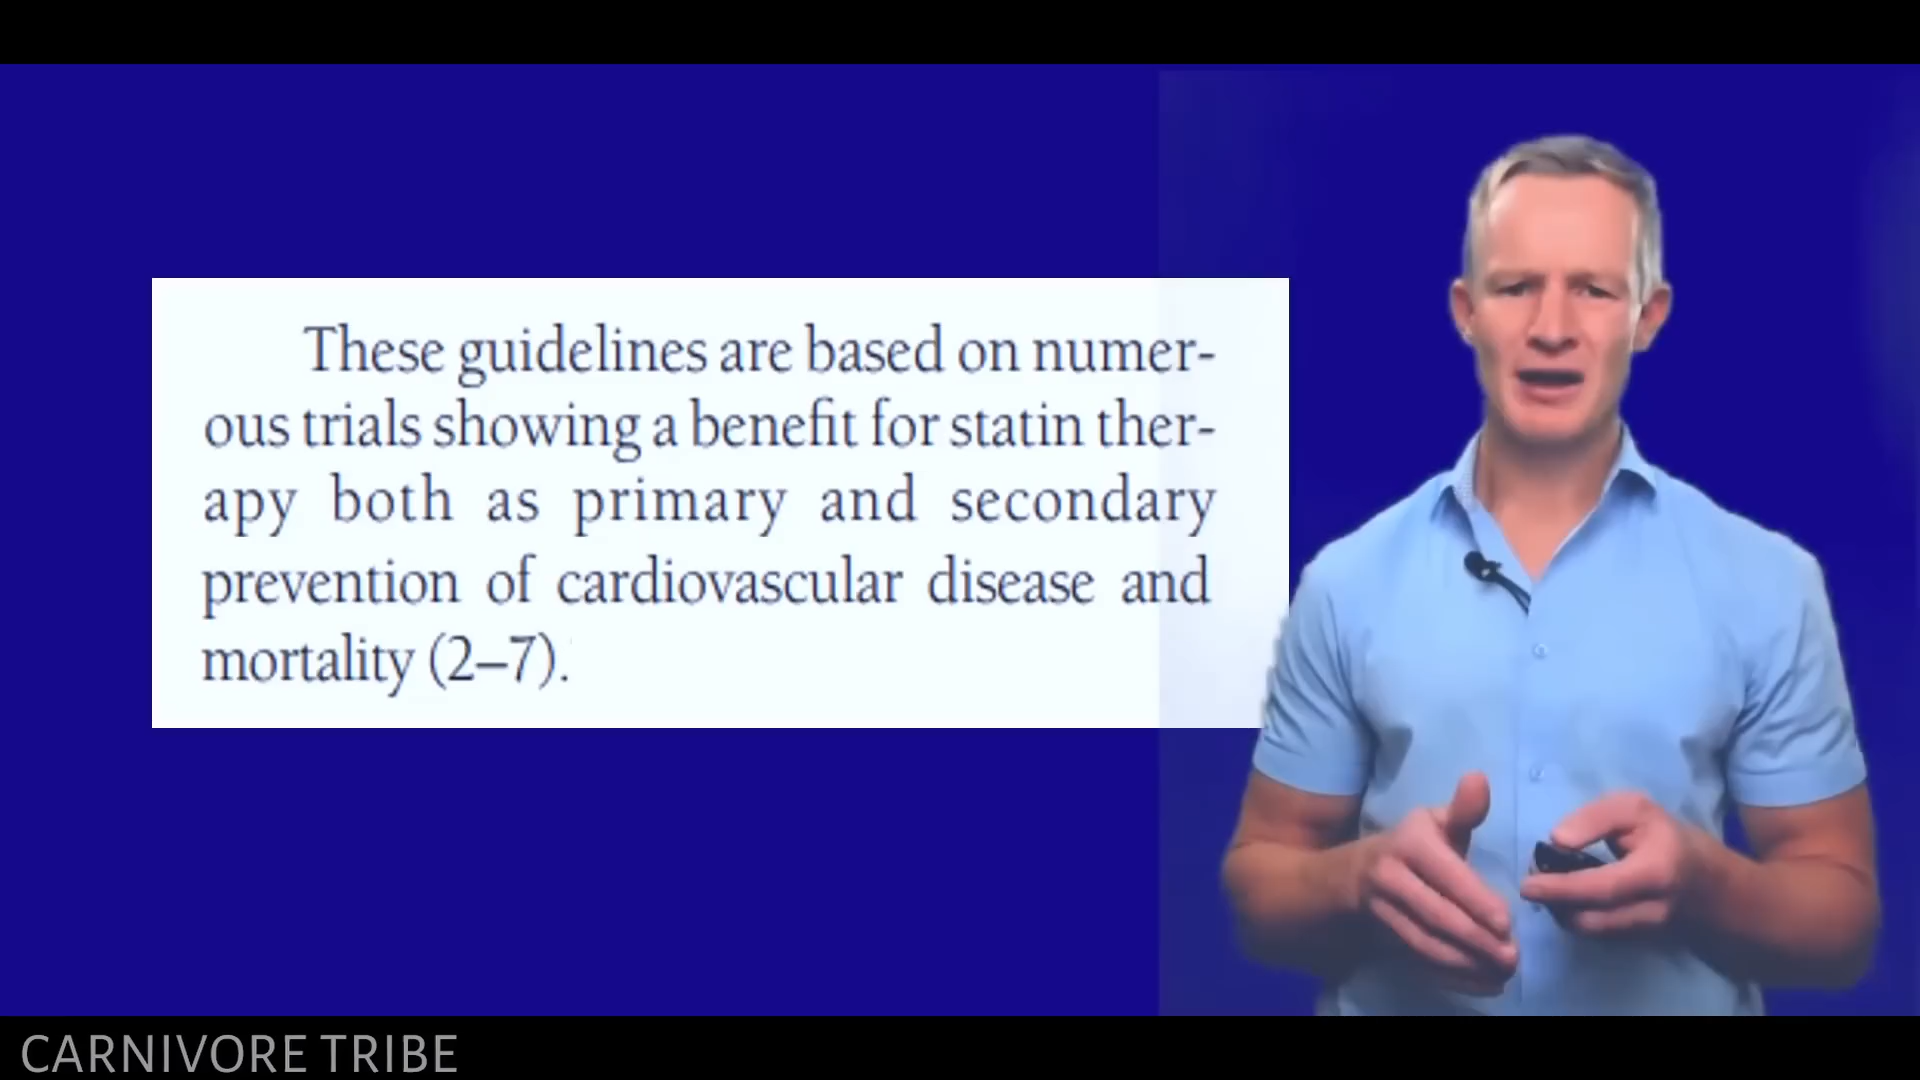 These guidelines are based on numer-
ous trials showing a benefit for statin ther-
apy both as primary and secondary
prevention of cardiovascular disease and
mortality (2–7).
CARNIVORE TRIBE